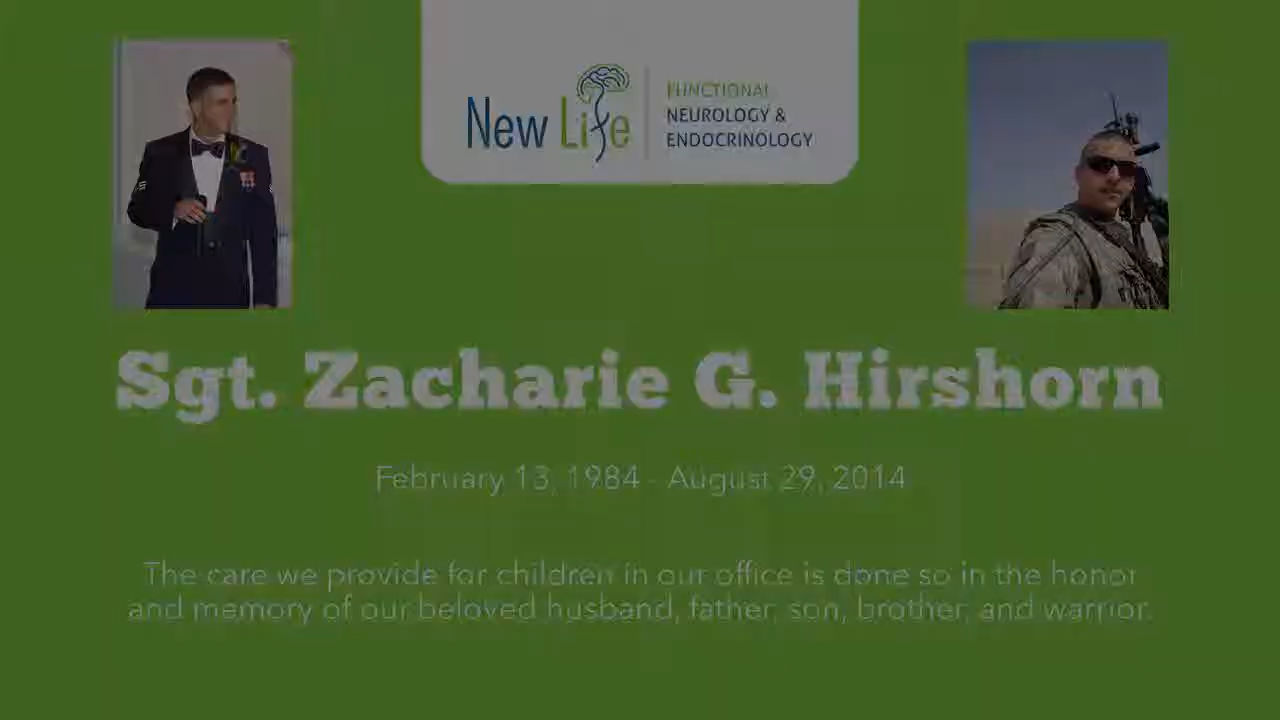 New Life
FUNCTIONAL
NEUROLOGY &
ENDOCRINOLOGY
Sgt. Zacharie G. Hirshorn
February 13, 1984 - August 29, 2014
The care we provide for children in our office is done so in the honor
and memory of our beloved husband, father, son, brother, and warrior.